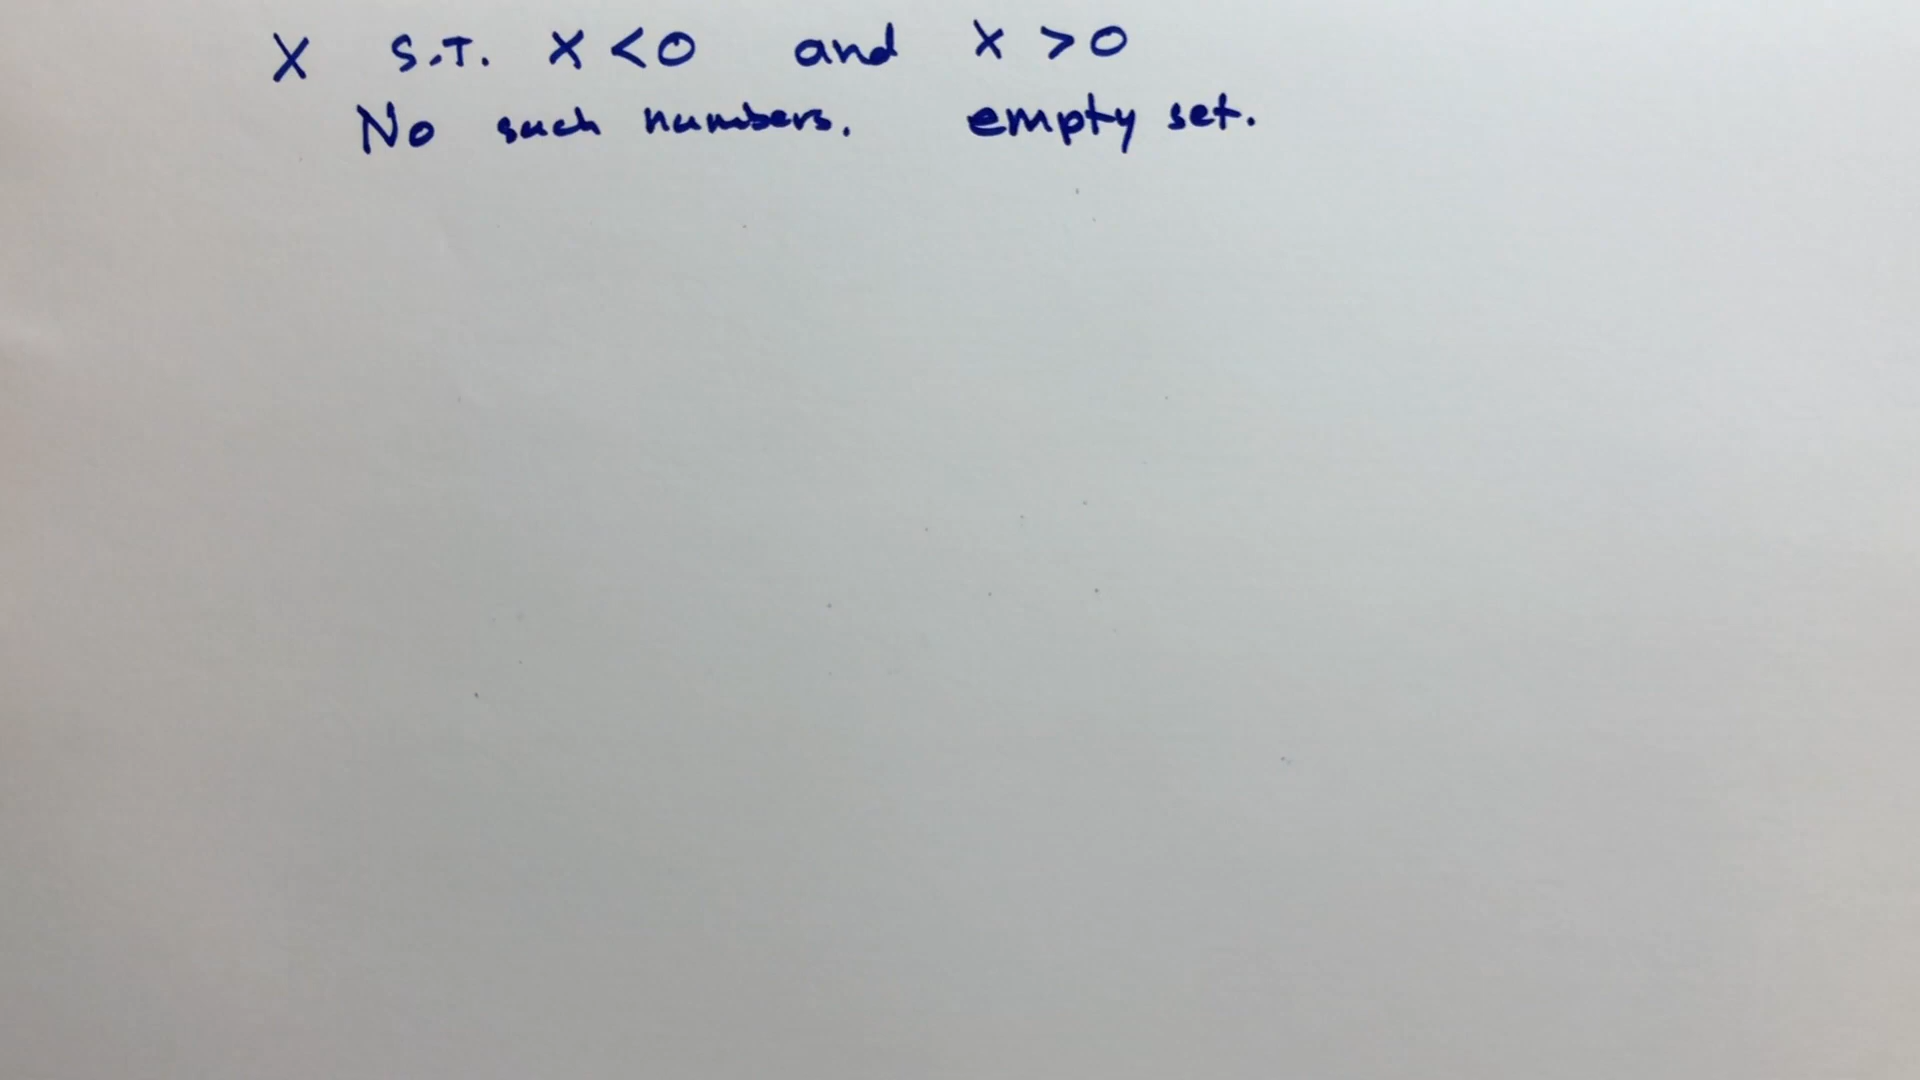 X S.T. X < 0 and X > 0
No such numbers. empty set.